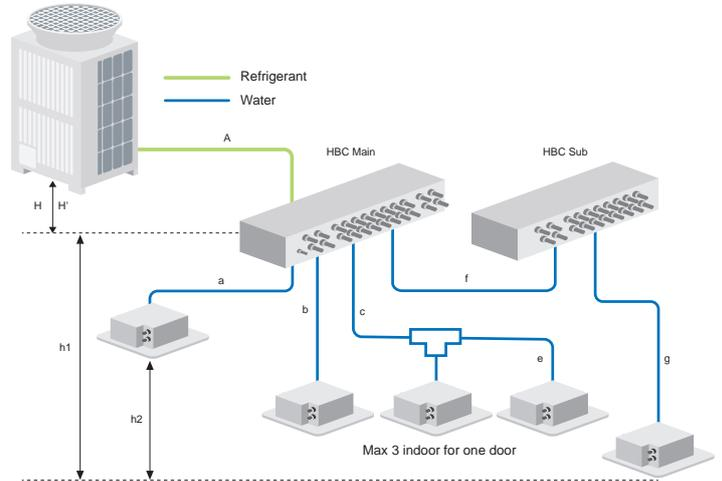 Refrigerant
Water
A
HBC Main
HBC Sub
H
H'
a
f
b
c
h1
e
g
h2
Max 3 indoor for one door